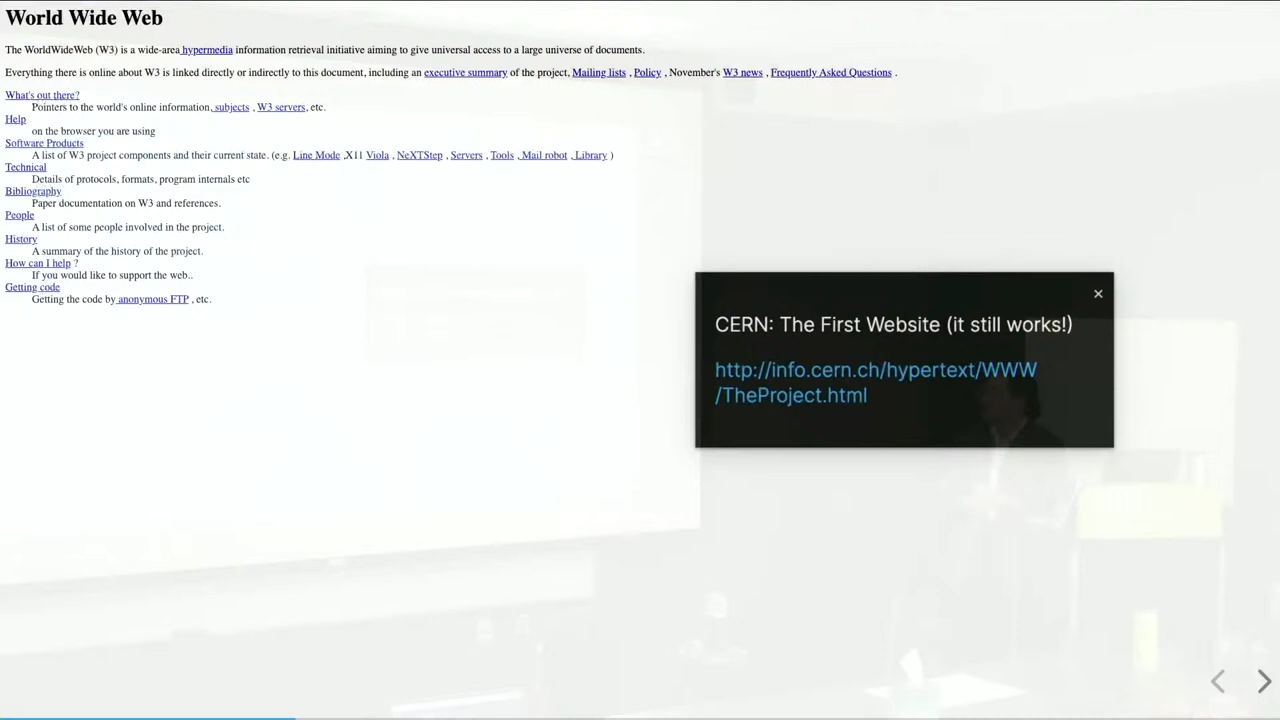 World Wide Web
The WorldWideWeb (W3) is a wide-area hypermedia information retrieval initiative aiming to give universal access to a large universe of documents.
Everything there is online about W3 is linked directly or indirectly to this document, including an executive summary of the project, Mailing lists , Policy , November's W3 news , Frequently Asked Questions .
What's out there?
Pointers to the world's online information, subjects , W3 servers, etc.
Help
on the browser you are using
Software Products
A list of W3 project components and their current state. (e.g. Line Mode ,X11 Viola , NeXTStep , Servers , Tools , Mail robot , Library )
Technical
Details of protocols, formats, program internals etc
Bibliography
Paper documentation on W3 and references.
People
A list of some people involved in the project.
History
A summary of the history of the project.
How can I help ?
If you would like to support the web..
Getting code
Getting the code by anonymous FTP , etc.
×
CERN: The First Website (it still works!)
http://info.cern.ch/hypertext/WWW
/TheProject.html